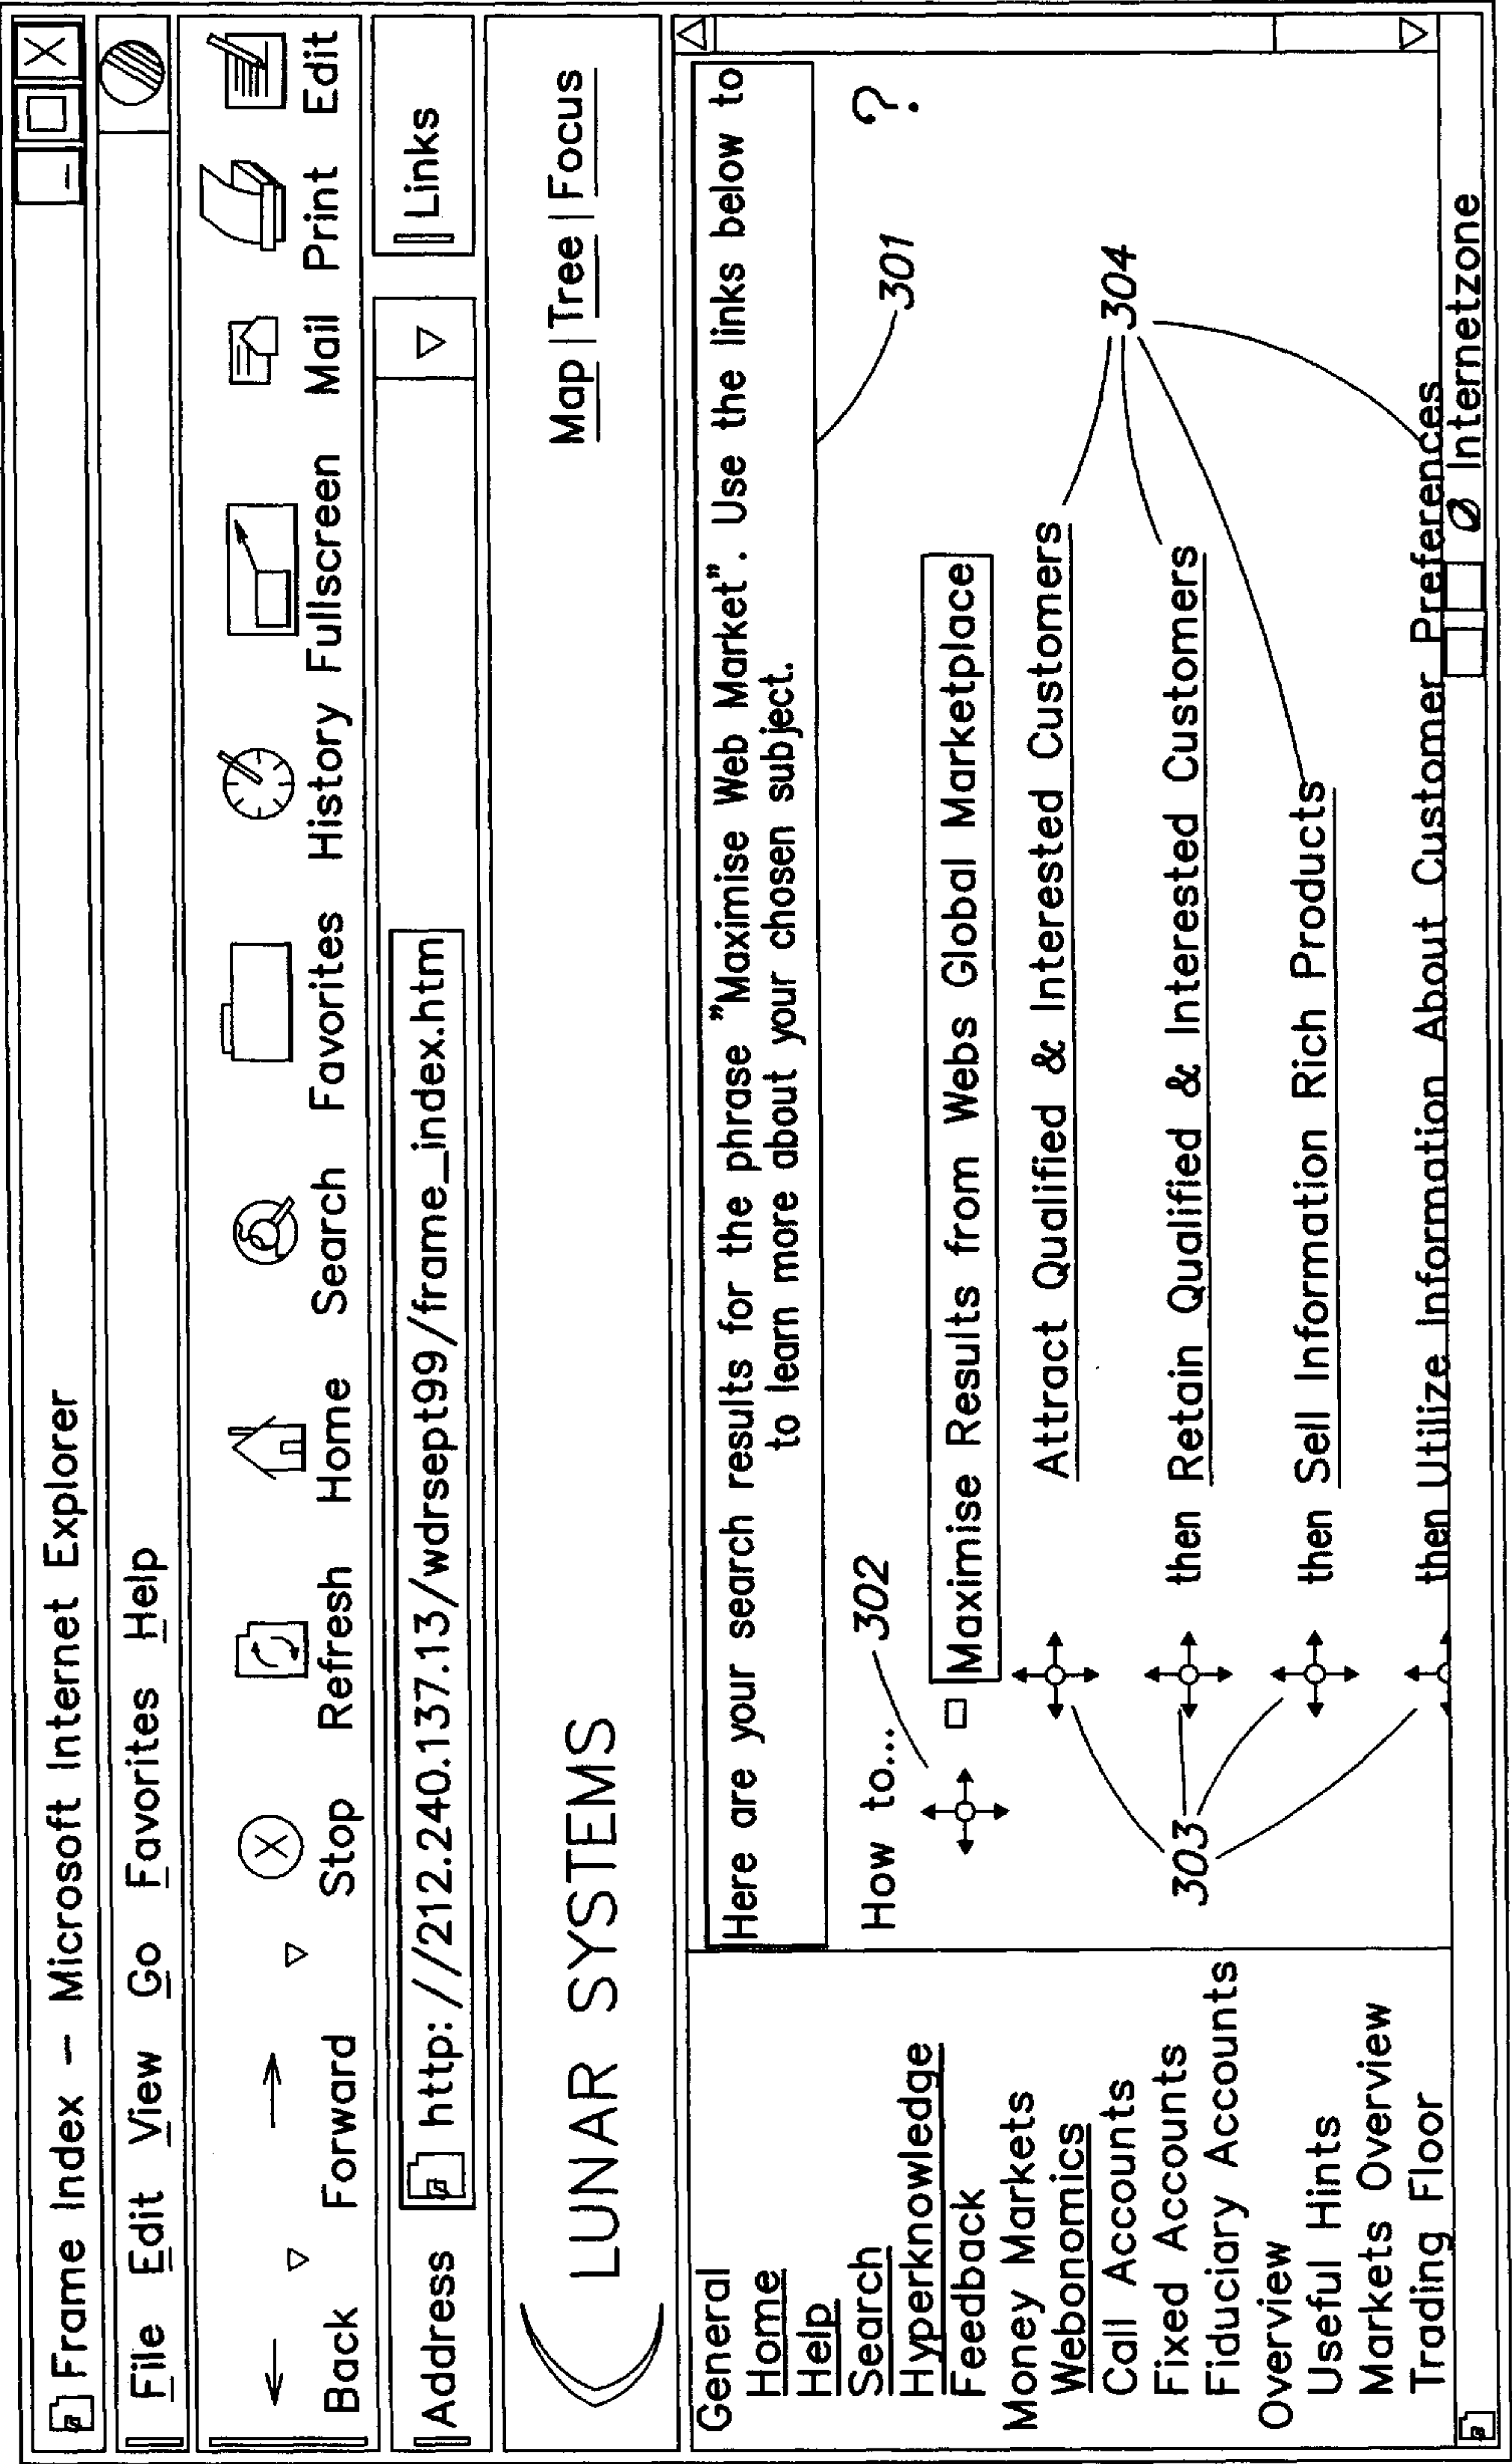 Frame Index – Microsoft Internet Explorer
File Edit View Go Favorites Help
Back Forward Stop Refresh Home Search Favorites History Fullscreen Mail Print Edit
Address http://212.240.137.13/wdrsept99/frame_index.htm Links
LUNAR SYSTEMS Map | Tree | Focus
General
Home
Help
Search
Hyperknowledge
Feedback
Money Markets
Webonomics
Call Accounts
Fixed Accounts
Fiduciary Accounts
Overview
Useful Hints
Markets Overview
Trading Floor
Here are your search results for the phrase "Maximise Web Market". Use the links below to
to learn more about your chosen subject.
301
How to... 302 ?
Maximise Results from Webs Global Marketplace
Attract Qualified & Interested Customers
304
303
then Retain Qualified & Interested Customers
then Sell Information Rich Products
then Utilize Information About Customer Preferences
Internetzone